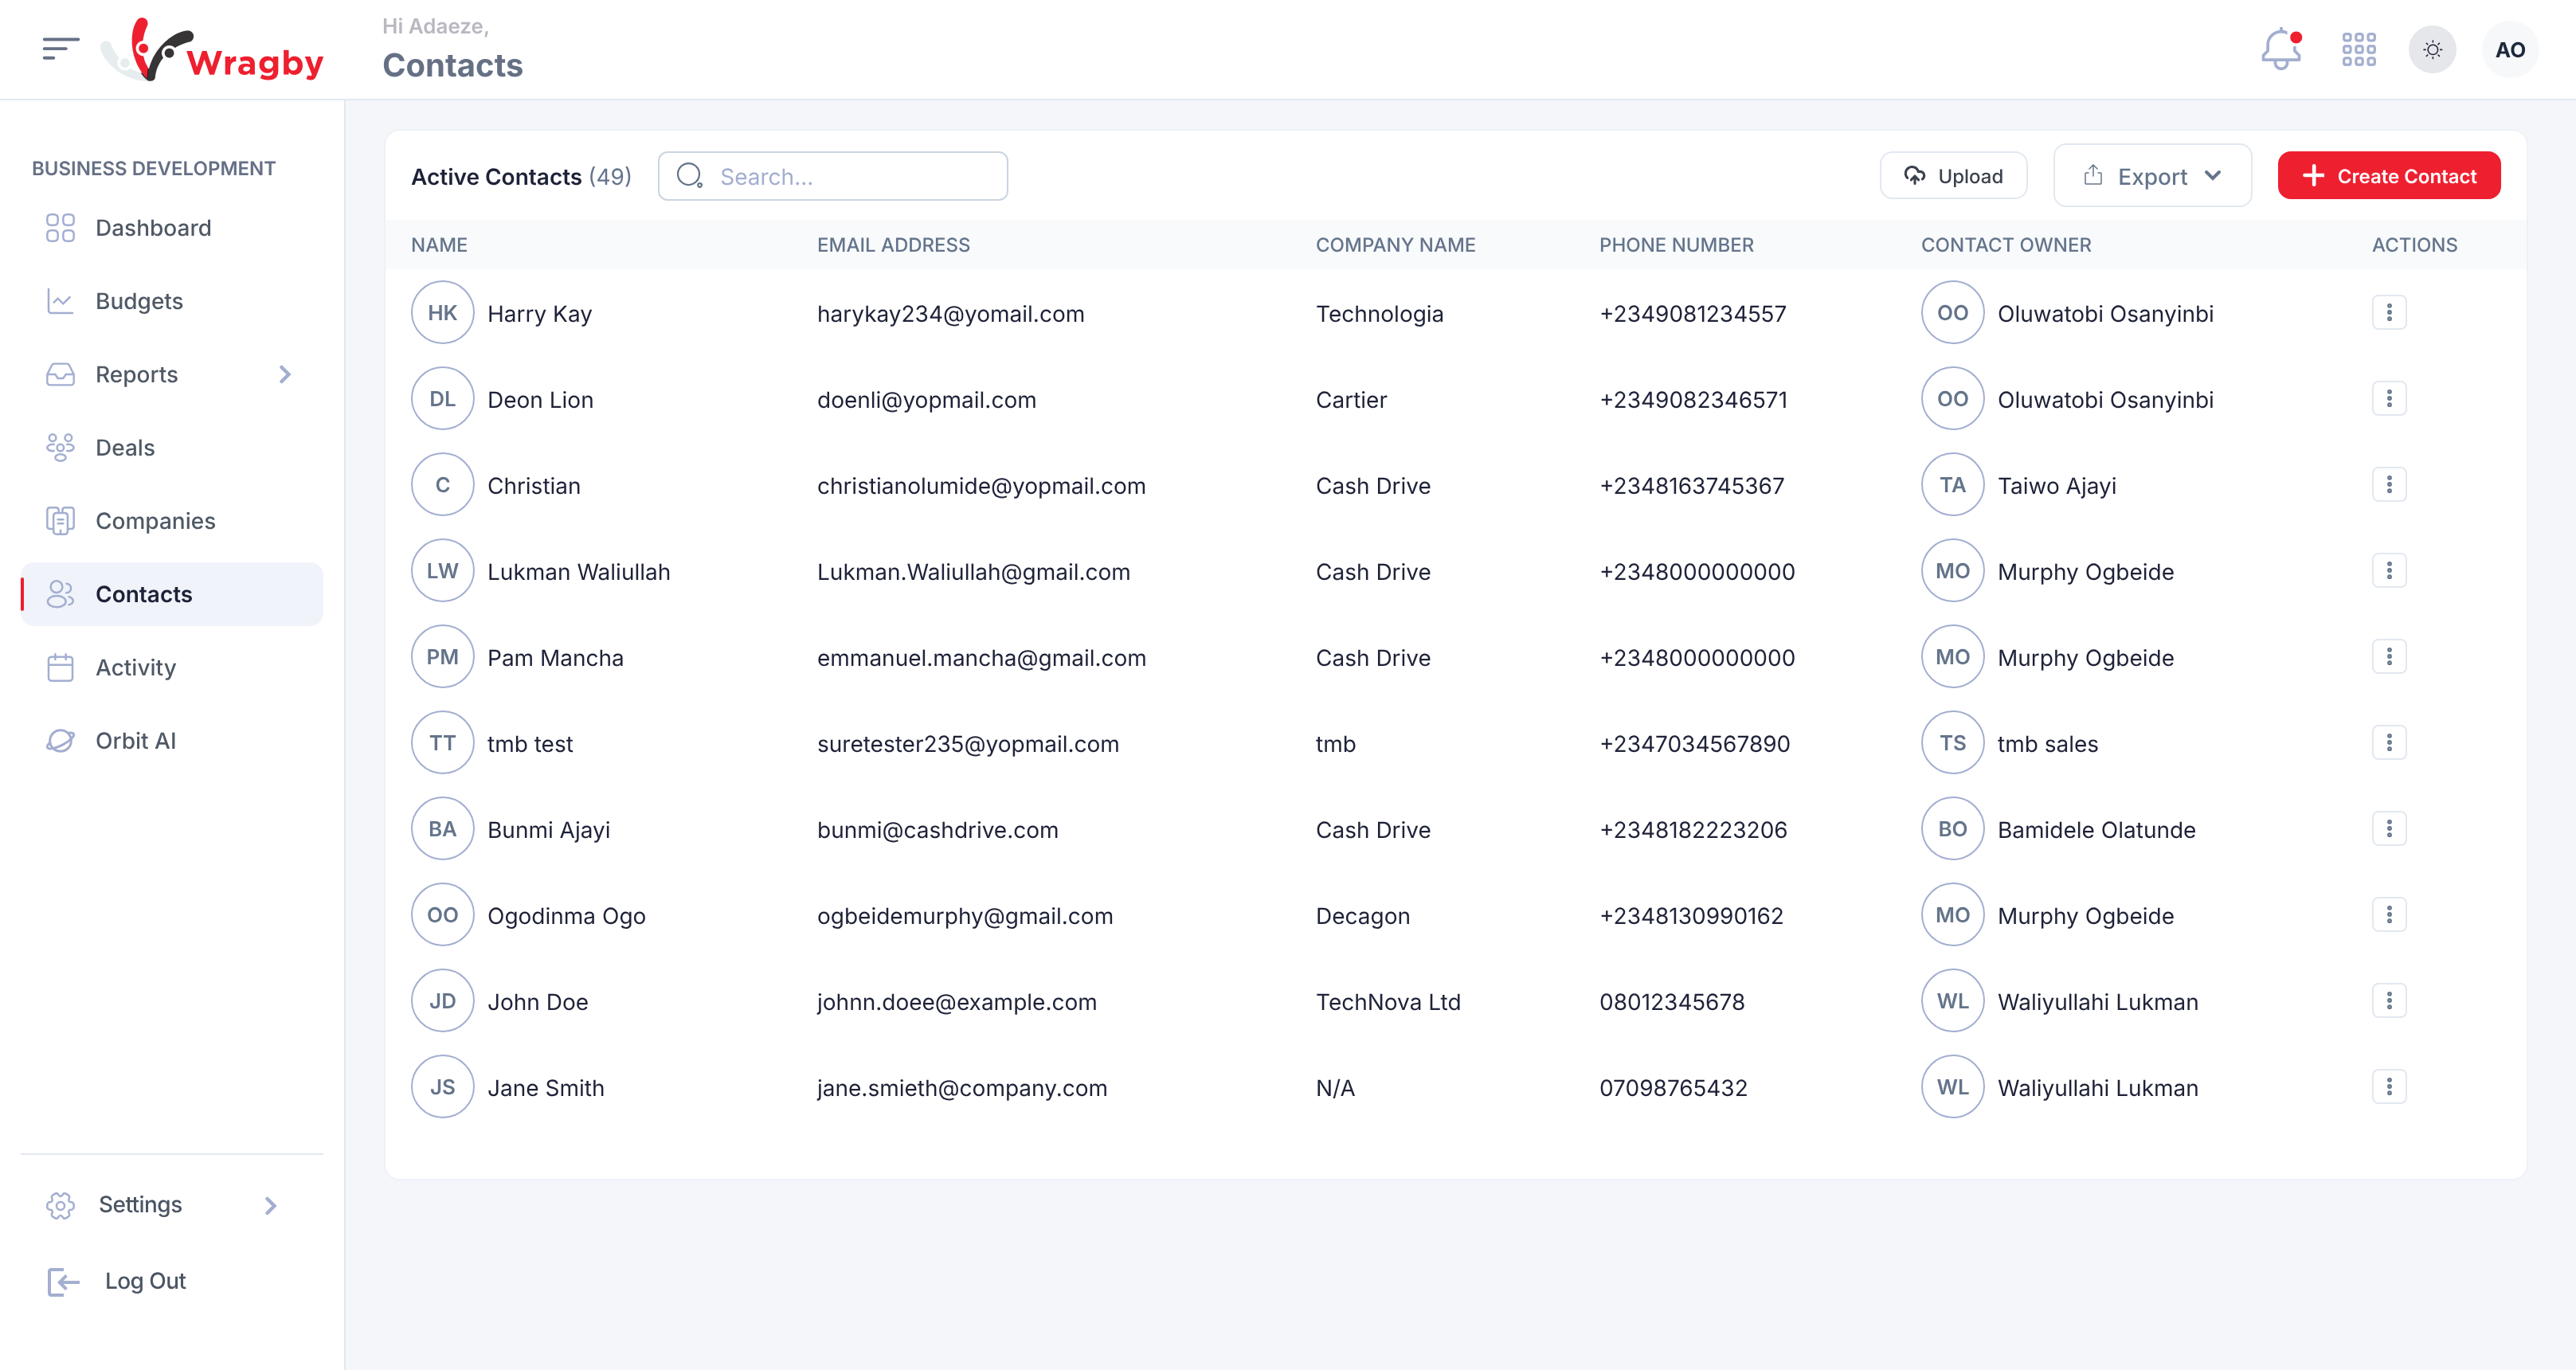 Wragby
Hi Adaeze,
Contacts
AO
BUSINESS DEVELOPMENT
Dashboard
Budgets
Reports
Deals
Companies
Contacts
Activity
Orbit AI
Settings
Log Out
Active Contacts (49)
Search...
Upload
Export
Create Contact
NAME EMAIL ADDRESS COMPANY NAME PHONE NUMBER CONTACT OWNER ACTIONS
HK Harry Kay harykay234@yomail.com Technologia +2349081234557 OO Oluwatobi Osanyinbi
DL Deon Lion doenli@yopmail.com Cartier +2349082346571 OO Oluwatobi Osanyinbi
C Christian christianolumide@yopmail.com Cash Drive +2348163745367 TA Taiwo Ajayi
LW Lukman Waliullah Lukman.Waliullah@gmail.com Cash Drive +2348000000000 MO Murphy Ogbeide
PM Pam Mancha emmanuel.mancha@gmail.com Cash Drive +2348000000000 MO Murphy Ogbeide
TT tmb test suretester235@yopmail.com tmb +2347034567890 TS tmb sales
BA Bunmi Ajayi bunmi@cashdrive.com Cash Drive +2348182223206 BO Bamidele Olatunde
OO Ogodinma Ogo ogbeidemurphy@gmail.com Decagon +2348130990162 MO Murphy Ogbeide
JD John Doe johnn.doee@example.com TechNova Ltd 08012345678 WL Waliyullahi Lukman
JS Jane Smith jane.smieth@company.com N/A 07098765432 WL Waliyullahi Lukman